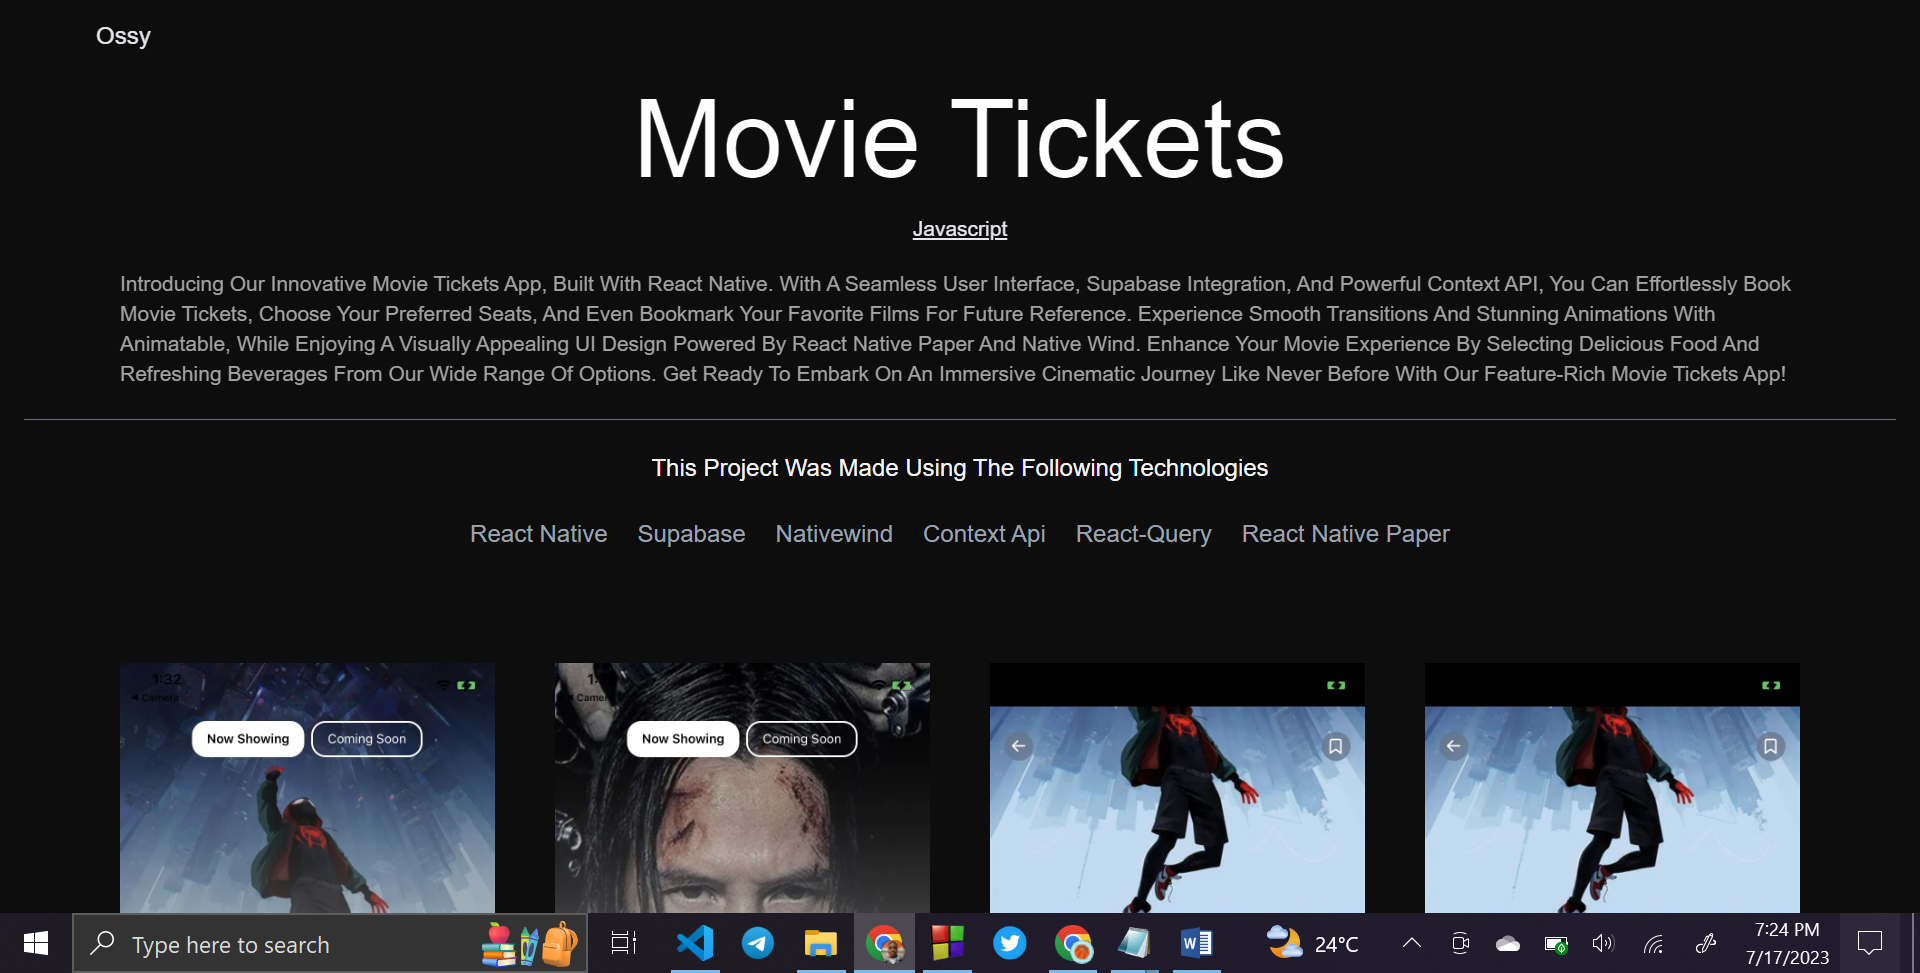 Ossy
Movie Tickets
Javascript
Introducing Our Innovative Movie Tickets App, Built With React Native. With A Seamless User Interface, Supabase Integration, And Powerful Context API, You Can Effortlessly Book
Movie Tickets, Choose Your Preferred Seats, And Even Bookmark Your Favorite Films For Future Reference. Experience Smooth Transitions And Stunning Animations With
Animatable, While Enjoying A Visually Appealing UI Design Powered By React Native Paper And Native Wind. Enhance Your Movie Experience By Selecting Delicious Food And
Refreshing Beverages From Our Wide Range Of Options. Get Ready To Embark On An Immersive Cinematic Journey Like Never Before With Our Feature-Rich Movie Tickets App!
This Project Was Made Using The Following Technologies
React Native Supabase Nativewind Context Api React-Query React Native Paper
1:32
Camera
Now Showing Coming Soon
Now Showing Coming Soon
Type here to search
24°C
7:24 PM
7/17/2023